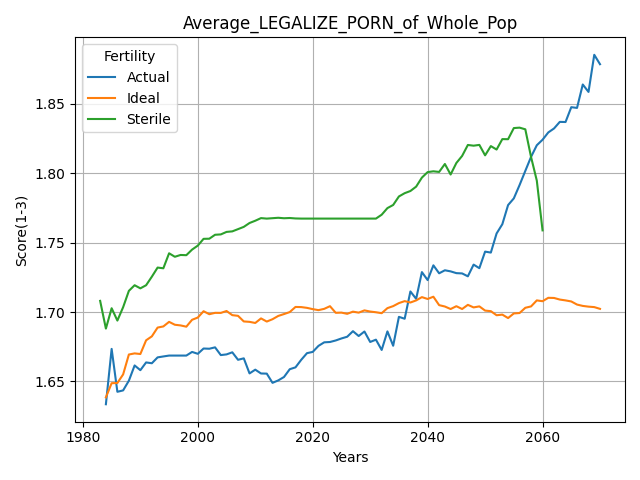 Average_LEGALIZE_PORN_of_Whole_Pop
Fertility
Actual
Ideal
Sterile
Score(1-3)
1.85
1.80
1.75
1.70
1.65
1980
2000
2020
2040
2060
Years